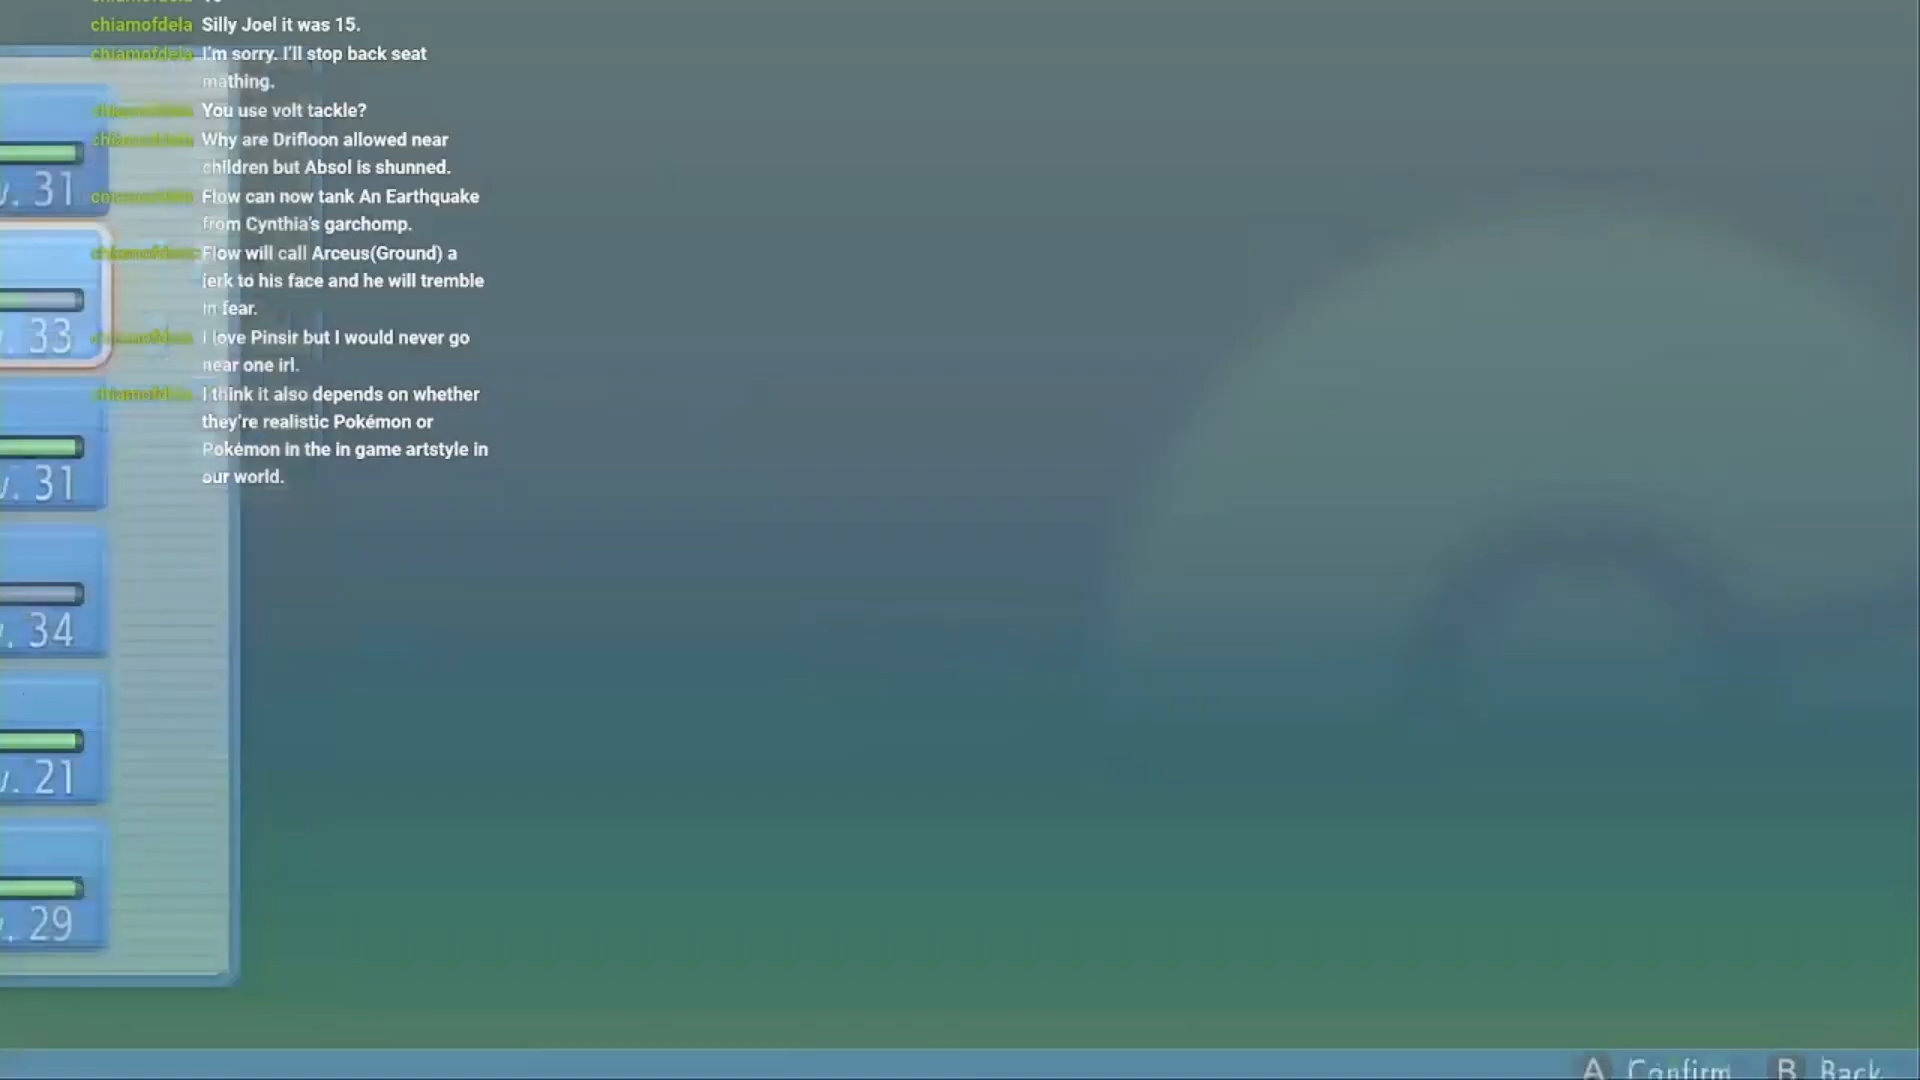 chiamofdela Silly Joel it was 15.
chiamofdela I'm sorry. I'll stop back seat
mathing.
You use volt tackle?
Why are Drifloon allowed near
children but Absol is shunned.
Flow can now tank An Earthquake
from Cynthia's garchomp.
Flow will call Arceus(Ground) a
jerk to his face and he will tremble
in fear.
I love Pinsir but I would never go
near one irl.
chiamofdela I think it also depends on whether
they're realistic Pokémon or
Pokémon in the in game artstyle in
our world.
31
33
31
34
21
29
A Confirm B Back